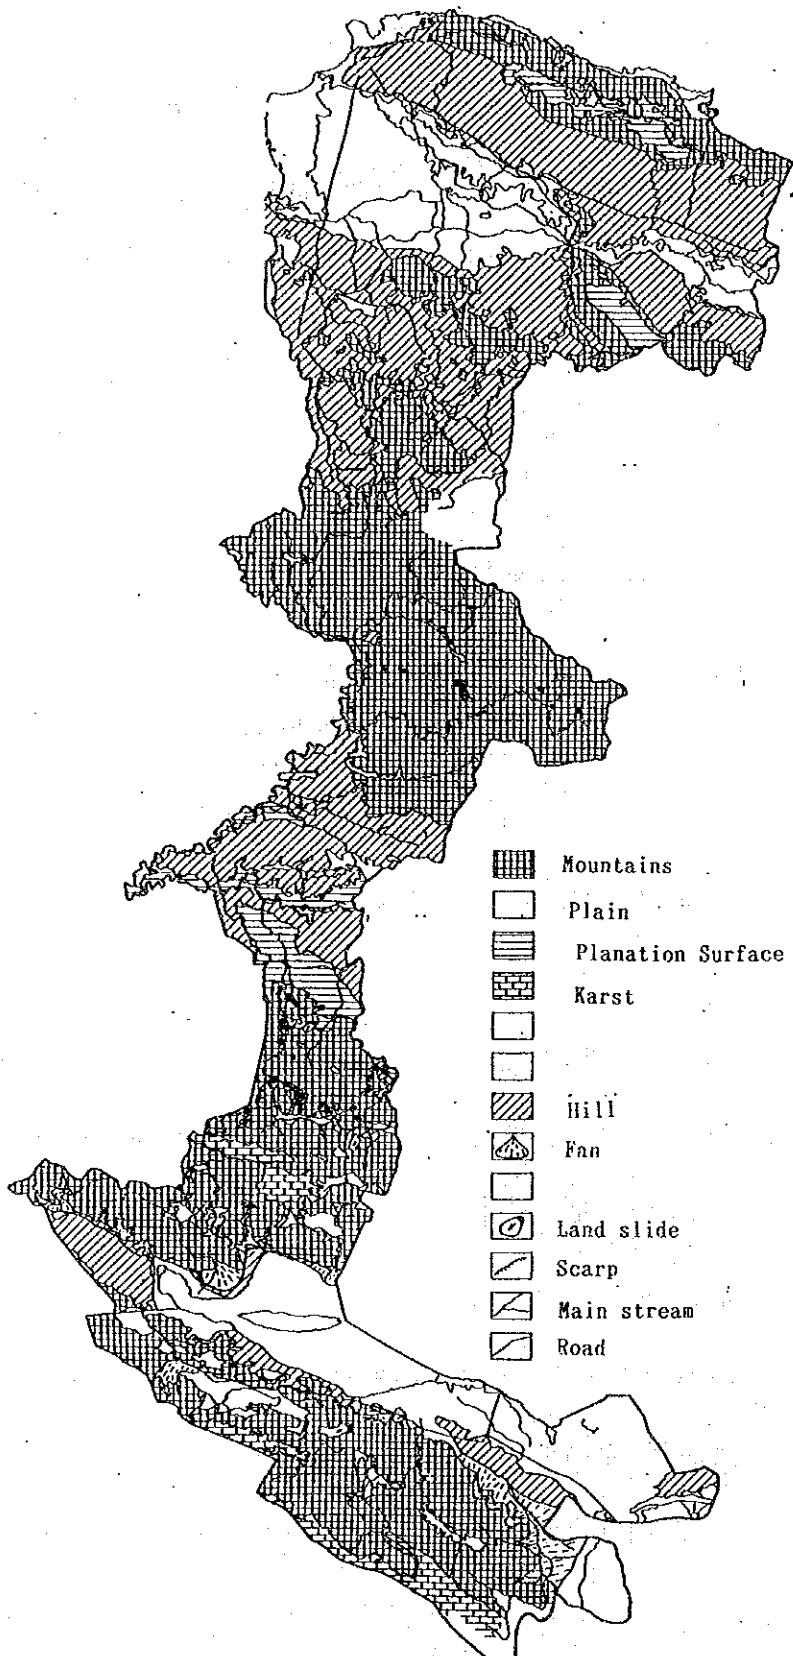 Mountains
Plain
Planation Surface
Karst
Hill
Fan
Land slide
Scarp
Main stream
Road